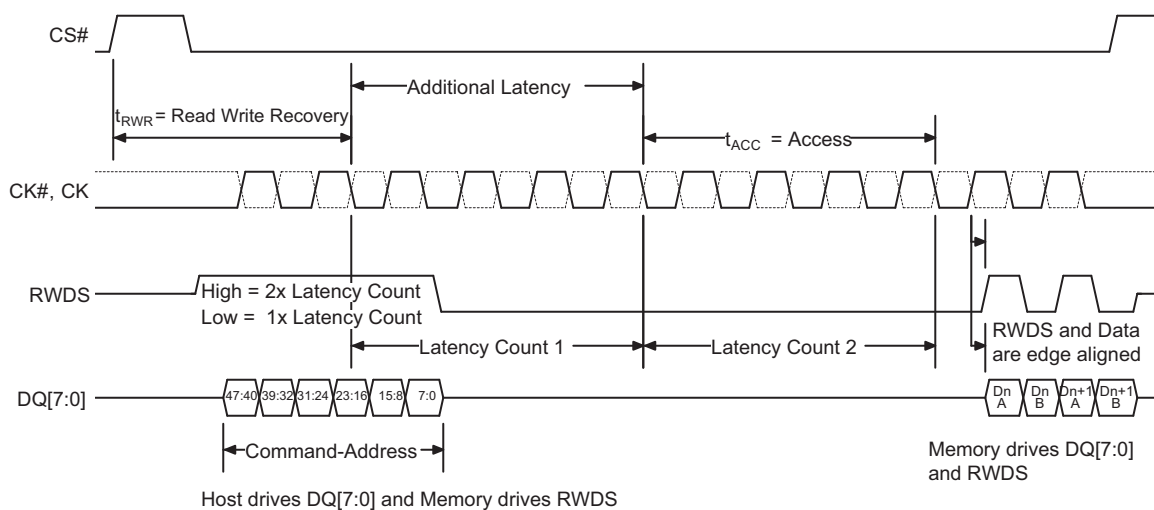 CS#
Additional Latency
tRWR = Read Write Recovery
tACC = Access
CK#, CK
RWDS
High = 2x Latency Count
Low = 1x Latency Count
RWDS and Data
are edge aligned
Latency Count 1
Latency Count 2
DQ[7:0]
47:40 39:32 31:24 23:16 15:8 7:0
Dn A
Dn B
Dn+1 A
Dn+1 B
Command-Address
Memory drives DQ[7:0]
and RWDS
Host drives DQ[7:0] and Memory drives RWDS